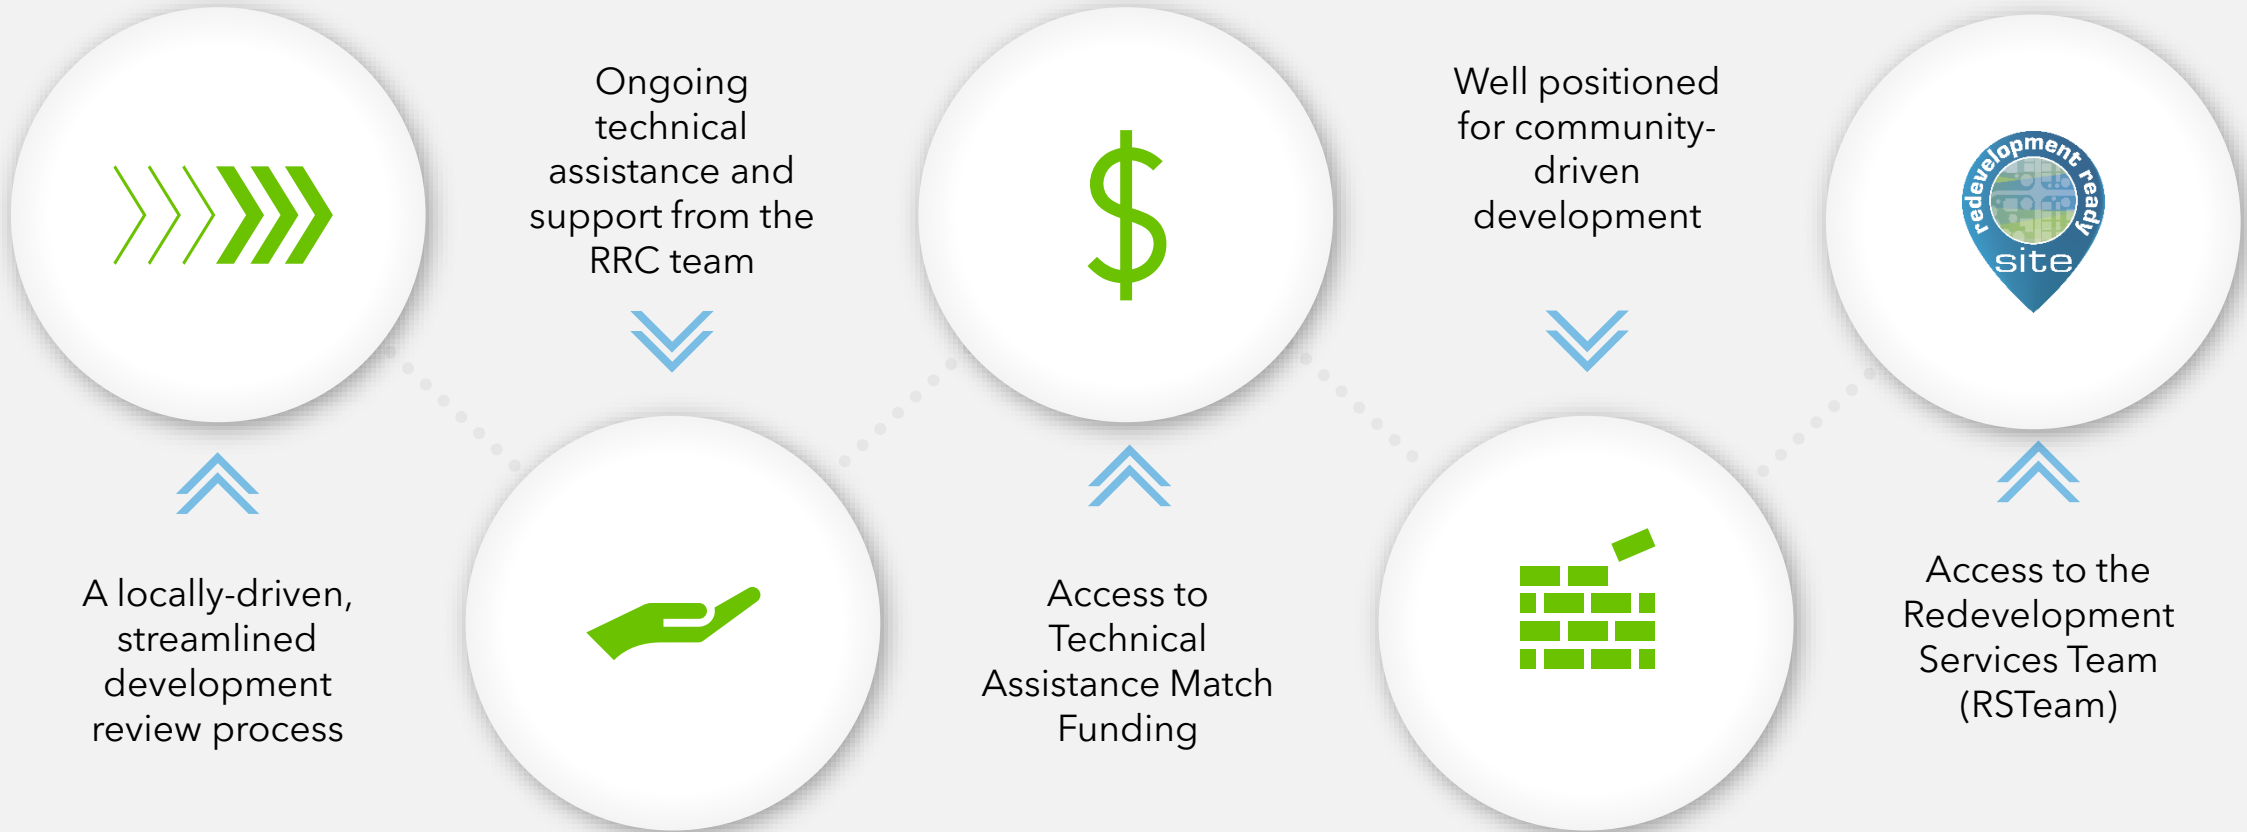 A locally-driven,
streamlined
development
review process
Ongoing
technical
assistance and
support from the
RRC team
$
Access to
Technical
Assistance Match
Funding
Well positioned
for community-
driven
development
redevelopment ready
site
Access to the
Redevelopment
Services Team
(RSTeam)